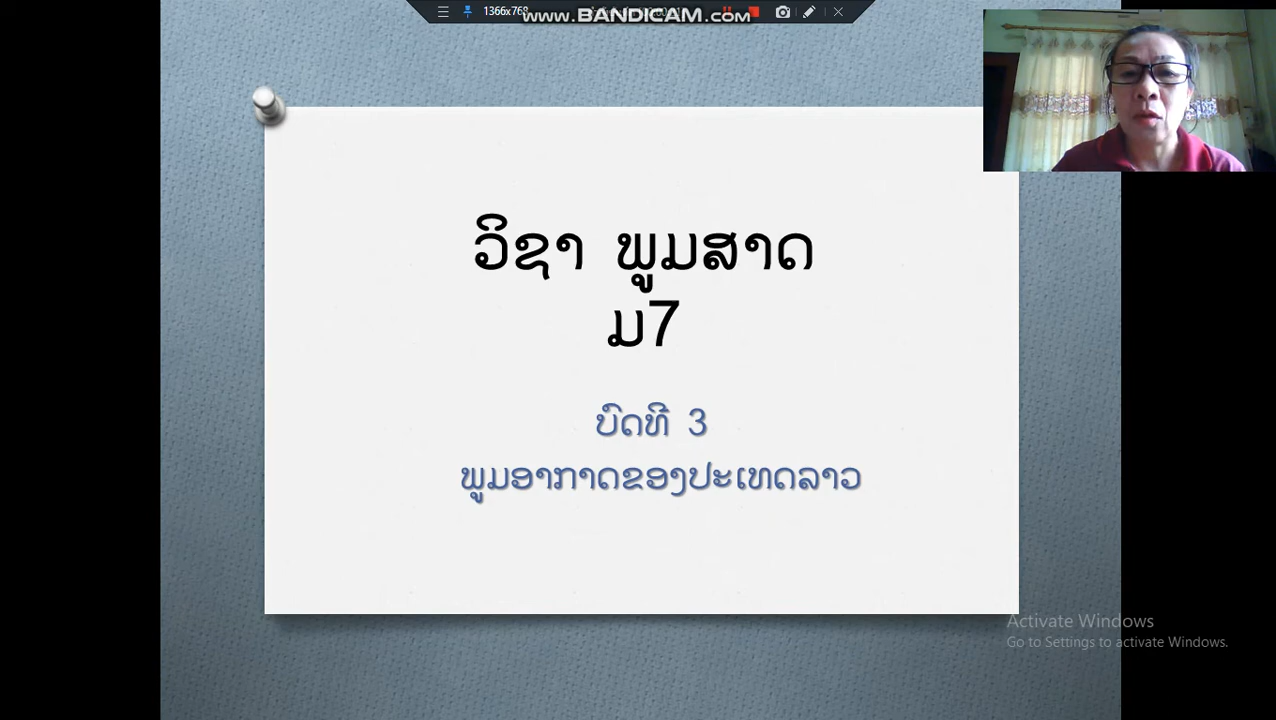 1366x768
www.BANDICAM.com
ວິຊາ ພູມສາດ
ມ7
ບົດທີ 3
ພູມອາກາດຂອງປະເທດລາວ
Activate Windows
Go to Settings to activate Windows.